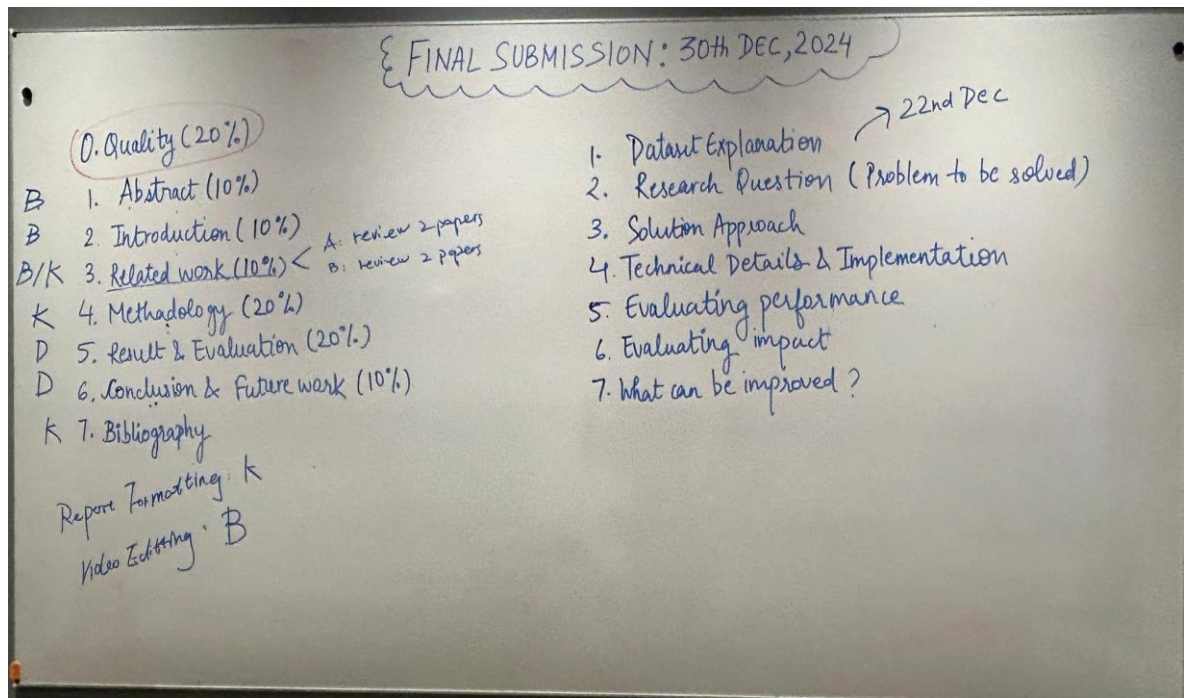 FINAL SUBMISSION: 30th DEC, 2024
0. Quality (20%)
B 1. Abstract (10%)
B 2. Introduction (10%)
B/K 3. Related work (10%) < A: review 2 papers
B: review 2 papers
K 4. Methadology (20%)
D 5. Result & Evaluation (20%)
D 6. Conclusion & Future work (10%)
K 7. Bibliography
Report Formatting: K
Video Editting: B
22nd Dec
1. Dataset Explanation
2. Research Question (Problem to be solved)
3. Solution Approach
4. Technical Details & Implementation
5. Evaluating performance
6. Evaluating impact
7. What can be improved?